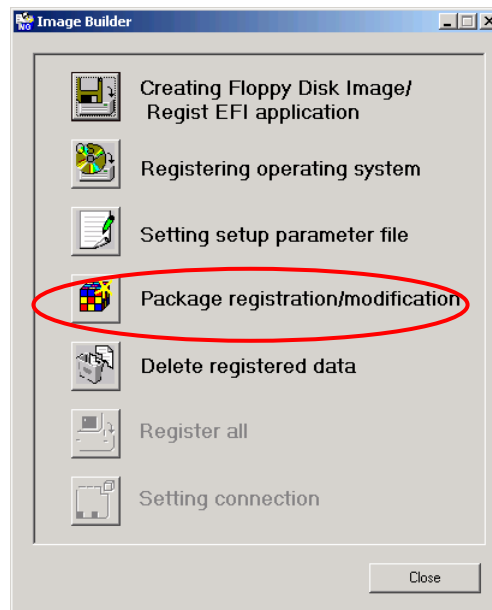 Image Builder
Creating Floppy Disk Image/
Regist EFI application
Registering operating system
Setting setup parameter file
Package registration/modification
Delete registered data
Register all
Setting connection
Close